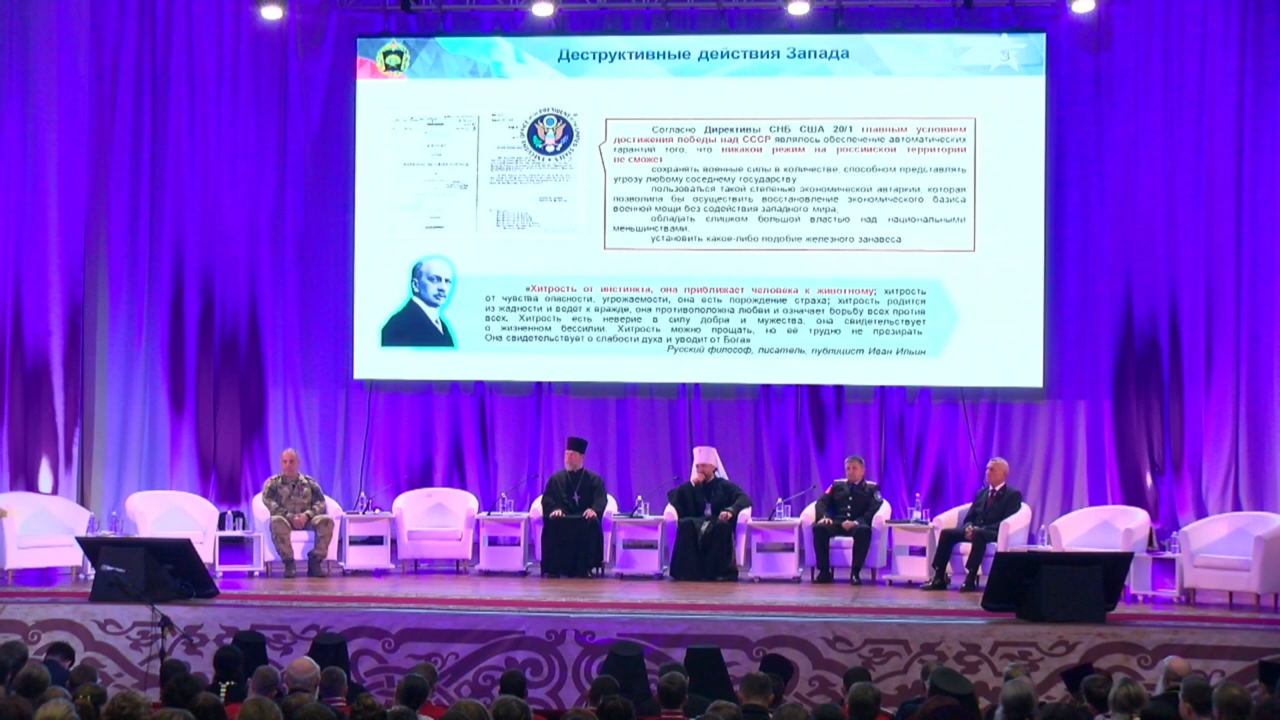 Деструктивные действия Запада
3
Согласно Директивы СНБ США 20/1 главным условием
достижения победы над СССР являлось обеспечение автоматических
гарантий того, что никакой режим на российской территории
не сможет
сохранять военные силы в количестве, способном представлять
угрозу любому соседнему государству.
пользоваться такой степенью экономической автаркии, которая
позволила бы осуществить восстановление экономического базиса
военной мощи без содействия западного мира.
обладать слишком большой властью над национальными
меньшинствами.
установить какое-либо подобие железного занавеса
«Хитрость от инстинкта, она приближает человека к животному; хитрость
от чувства опасности, угрожаемости, она есть порождение страха; хитрость родится
из жадности и ведёт к вражде, она противоположна любви и означает борьбу всех против
всех. Хитрость есть неверие в силу добра и мужества, она свидетельствует
о жизненном бессилии. Хитрость можно прощать, но её трудно не презирать.
Она свидетельствует о слабости духа и уводит от Бога»
Русский философ, писатель, публицист Иван Ильин